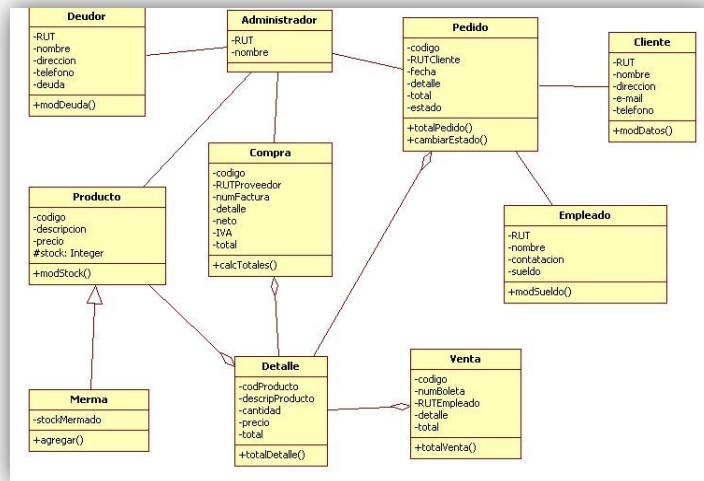 Deudor
-RUT
-nombre
-direccion
-telefono
-deuda
+modDeuda()
Administrador
-RUT
-nombre
Pedido
-codigo
-RUTCliente
-fecha
-detalle
-total
-estado
+totalPedido()
+cambiarEstado()
Cliente
-RUT
-nombre
-direccion
-e-mail
-telefono
+modDatos()
Compra
-codigo
-RUTProveedor
-numFactura
-detalle
-neto
-IVA
-total
+calcTotales()
Producto
-codigo
-descripcion
-precio
#stock: Integer
+modStock()
Empleado
-RUT
-nombre
-contatacion
-sueldo
+modSueldo()
Merma
-stockMermado
+agregar()
Detalle
-codProducto
-descripProducto
-cantidad
-precio
-total
+totalDetalle()
Venta
-codigo
-numBoleta
-RUTEmpleado
-detalle
-total
+totalVenta()